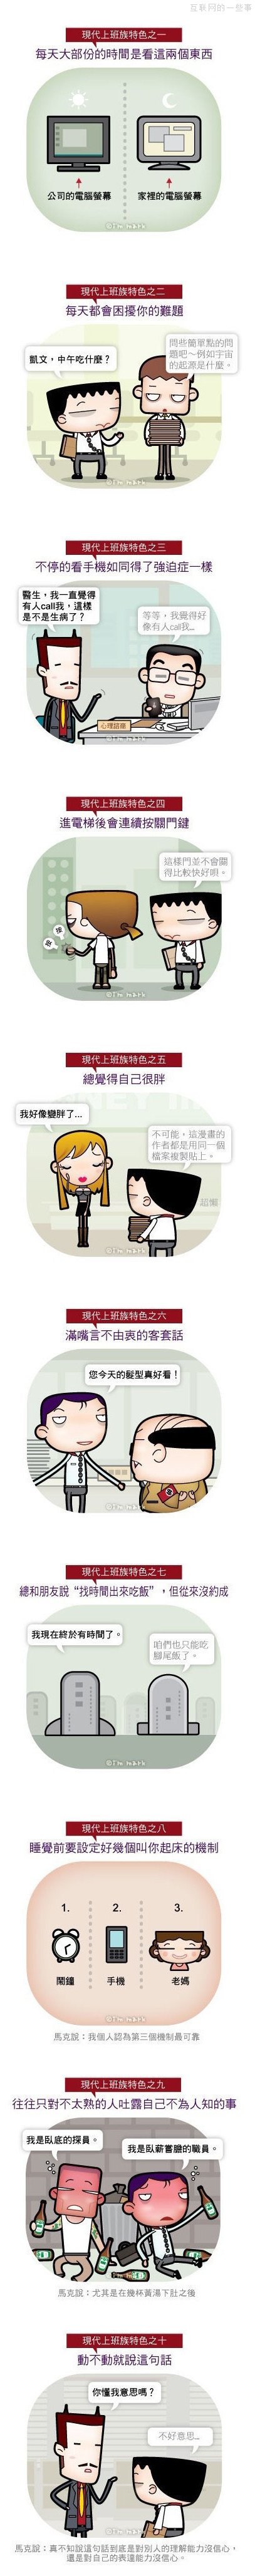 互联网的一些事
現代上班族特色之一
每天大部份的時間是看這兩個東西
公司的電腦螢幕
家裡的電腦螢幕
©I'm mark
現代上班族特色之二
每天都會困擾你的難題
凱文，中午吃什麼？
問些簡單點的問
題吧～例如宇宙
的起源是什麼。
©I'm mark
現代上班族特色之三
不停的看手機如同得了強迫症一樣
醫生，我一直覺得
有人call我，這樣
是不是生病了？
等等，我覺得好
像有人call我...
心理諮商
©I'm mark
現代上班族特色之四
進電梯後會連續按關門鍵
這樣門並不會關
得比較快好唄。
按
按
©I'm mark
現代上班族特色之五
總覺得自己很胖
我好像變胖了...
不可能，這漫畫的
作者都是用同一個
檔案複製貼上。
©I'm mark
現代上班族特色之六
滿嘴言不由衷的客套話
您今天的髮型真好看！
©I'm mark
現代上班族特色之七
總和朋友說“找時間出來吃飯”，但從來沒約成
我現在終於有時間了。
咱們也只能吃
腳尾飯了。
©I'm mark
現代上班族特色之八
睡覺前要設定好幾個叫你起床的機制
1.
2.
3.
鬧鐘
手機
老媽
©I'm mark
馬克說：我個人認為第三個機制最可靠
現代上班族特色之九
往往只對不太熟的人吐露自己不為人知的事
我是臥底的探員。
我是臥薪嘗膽的職員。
馬克說：尤其是在幾杯黃湯下肚之後
現代上班族特色之十
動不動就說這句話
你懂我意思嗎？
不好意思...
©I'm mark
馬克說：真不知說這句話到底是對別人的理解能力沒信心，
還是對自己的表達能力沒信心。